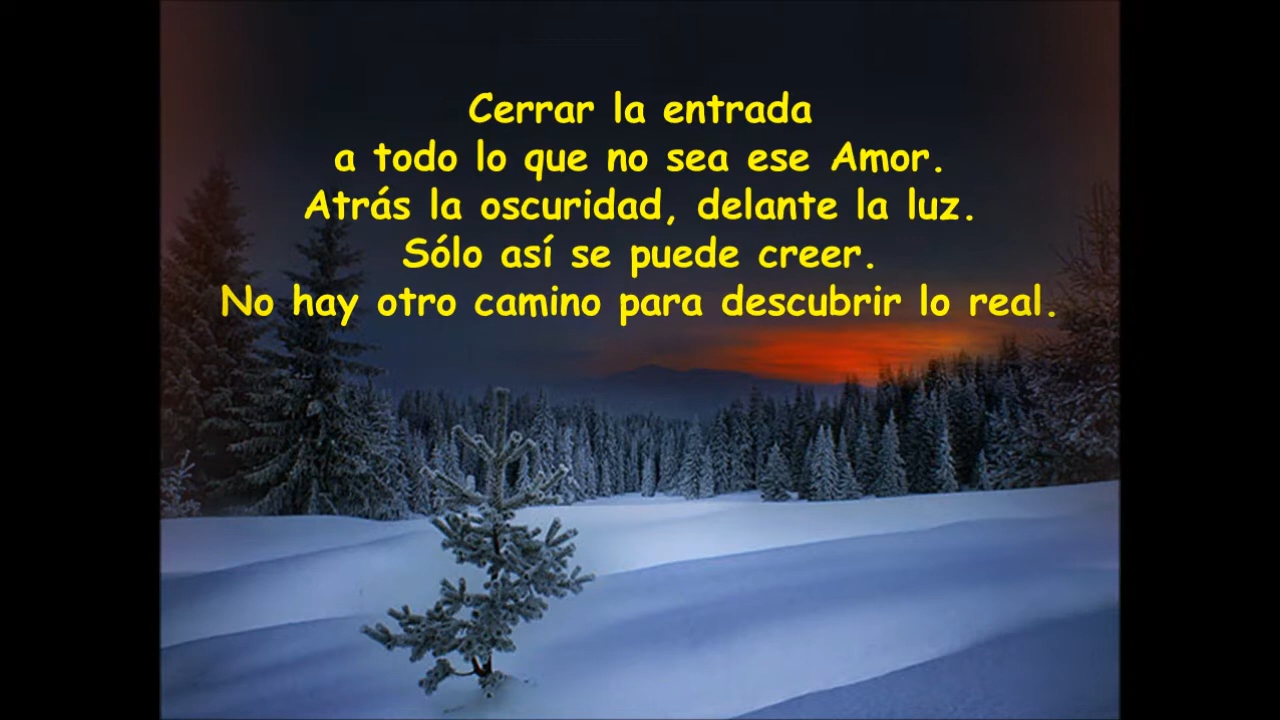 Cerrar la entrada
a todo lo que no sea ese Amor.
Atrás la oscuridad, delante la luz.
Sólo así se puede creer.
No hay otro camino para descubrir lo real.